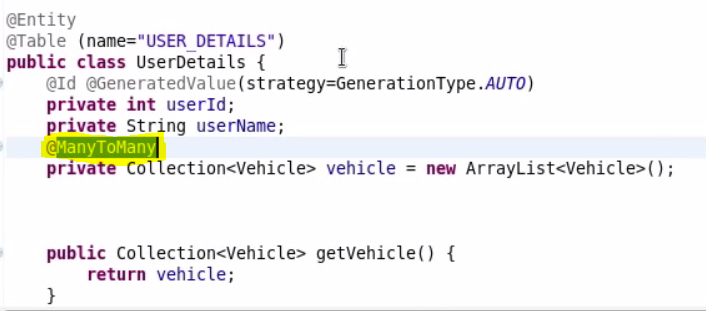 @Entity
@Table (name="USER_DETAILS")
public class UserDetails {
    @Id @GeneratedValue(strategy=GenerationType.AUTO)
    private int userId;
    private String userName;
    @ManyToMany
    private Collection<Vehicle> vehicle = new ArrayList<Vehicle>();
    public Collection<Vehicle> getVehicle() {
        return vehicle;
    }